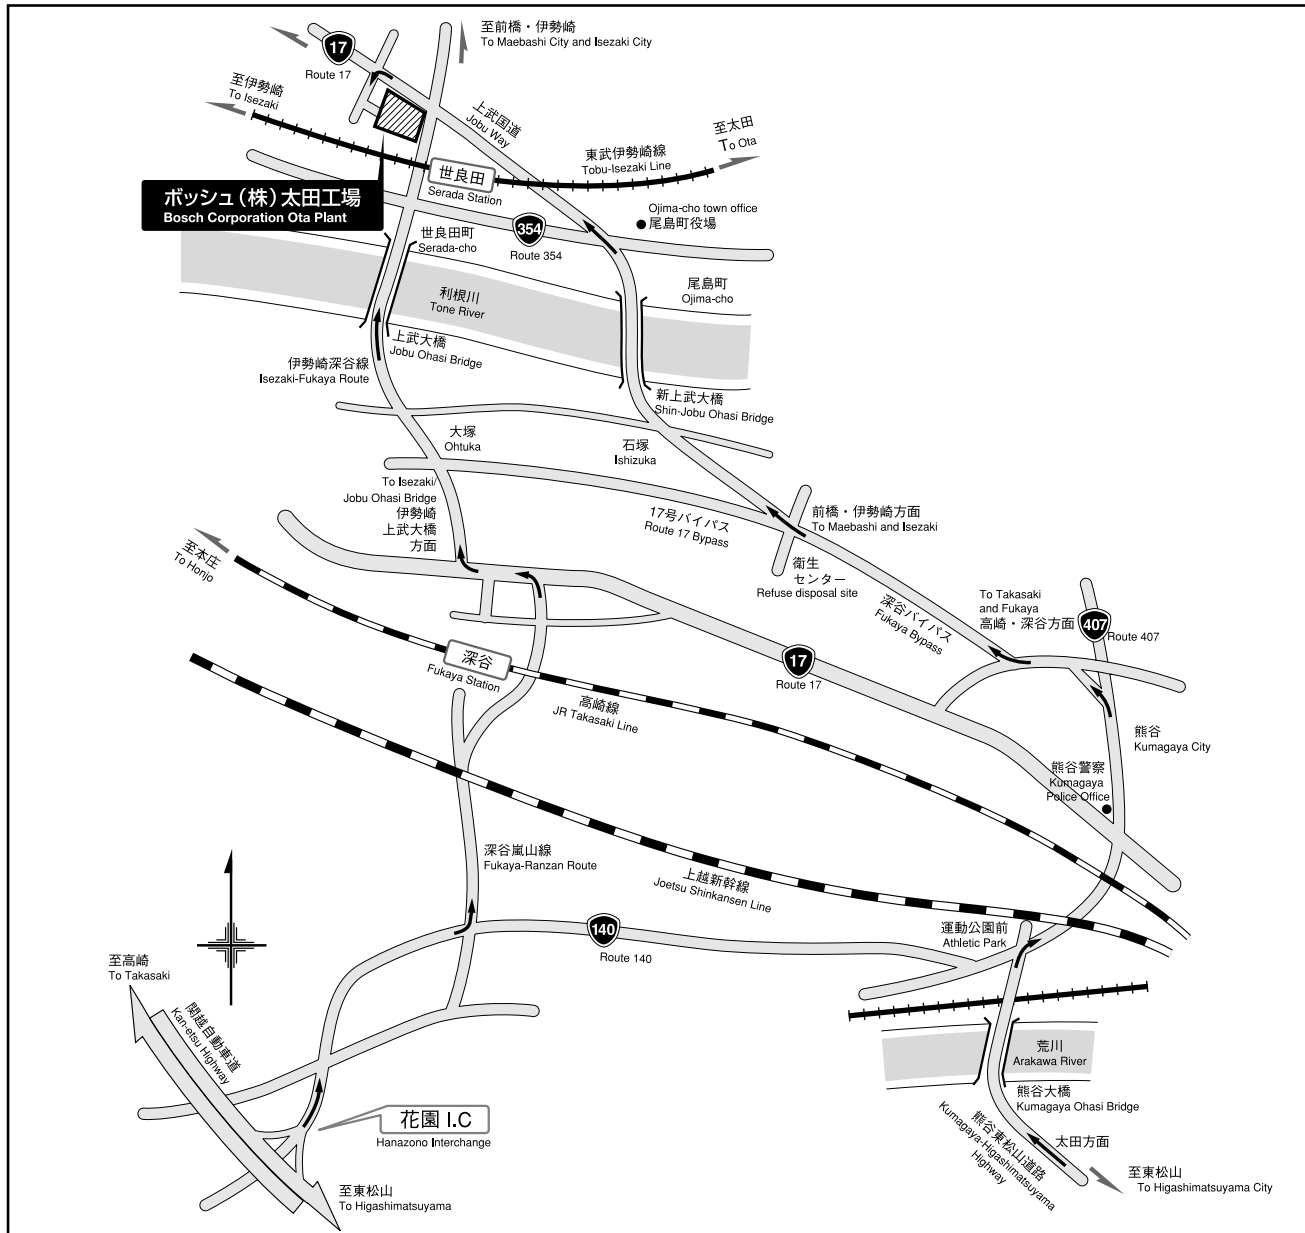 至前橋・伊勢崎
To Maebashi City and Isezaki City
17
Route 17
至伊勢崎
To Isezaki
上武国道
Jobu Way
至太田
To Ota
東武伊勢崎線
Tobu-Isezaki Line
世良田
Serada Station
ボッシュ（株）太田工場
Bosch Corporation Ota Plant
Ojima-cho town office
尾島町役場
354
Route 354
世良田町
Serada-cho
尾島町
Ojima-cho
利根川
Tone River
上武大橋
Jobu Ohasi Bridge
伊勢崎深谷線
Isezaki-Fukaya Route
新上武大橋
Shin-Jobu Ohasi Bridge
大塚
Ohtuka
石塚
Ishizuka
To Isezaki/
Jobu Ohasi Bridge
伊勢崎
上武大橋
方面
17号バイパス
Route 17 Bypass
前橋・伊勢崎方面
To Maebashi and Isezaki
至本庄
To Honjo
衛生
センター
Refuse disposal site
深谷バイパス
Fukaya Bypass
To Takasaki
and Fukaya
高崎・深谷方面
407
Route 407
深谷
Fukaya Station
17
Route 17
高崎線
JR Takasaki Line
熊谷
Kumagaya City
熊谷警察
Kumagaya
Police Office
深谷嵐山線
Fukaya-Ranzan Route
上越新幹線
Joetsu Shinkansen Line
140
Route 140
運動公園前
Athletic Park
至高崎
To Takasaki
関越自動車道
Kan-etsu Highway
荒川
Arakawa River
熊谷大橋
Kumagaya Ohasi Bridge
花園 I.C
Hanazono Interchange
熊谷東松山道路
Kumagaya-Higashimatsuyama
Highway
太田方面
至東松山
To Higashimatsuyama City
至東松山
To Higashimatsuyama